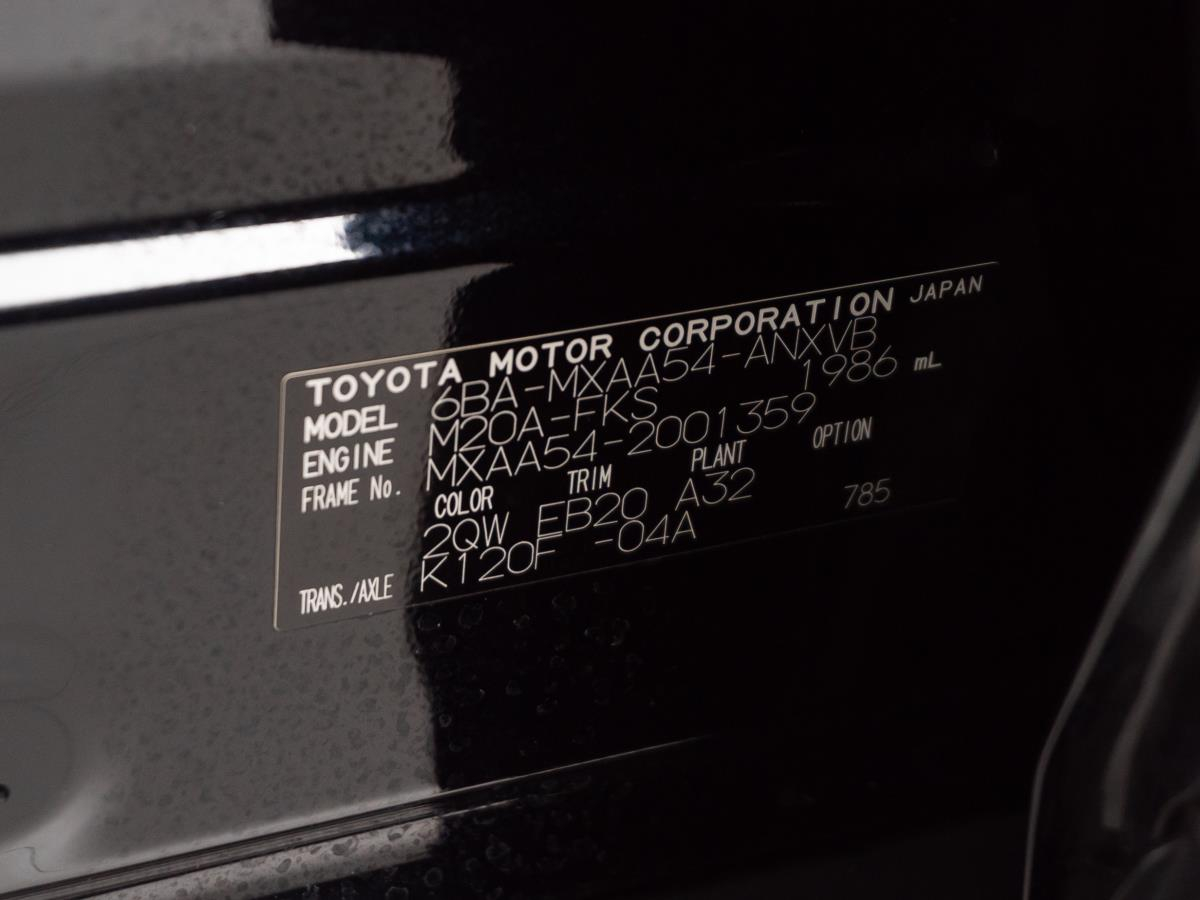 TOYOTA MOTOR CORPORATION JAPAN
MODEL 6BA-MXAA54-ANXVB
ENGINE M20A-FKS 1986 mL
FRAME No. MXAA54-2001359
COLOR TRIM PLANT OPTION
2QW EB20 A32 785
TRANS./AXLE K120F -04A